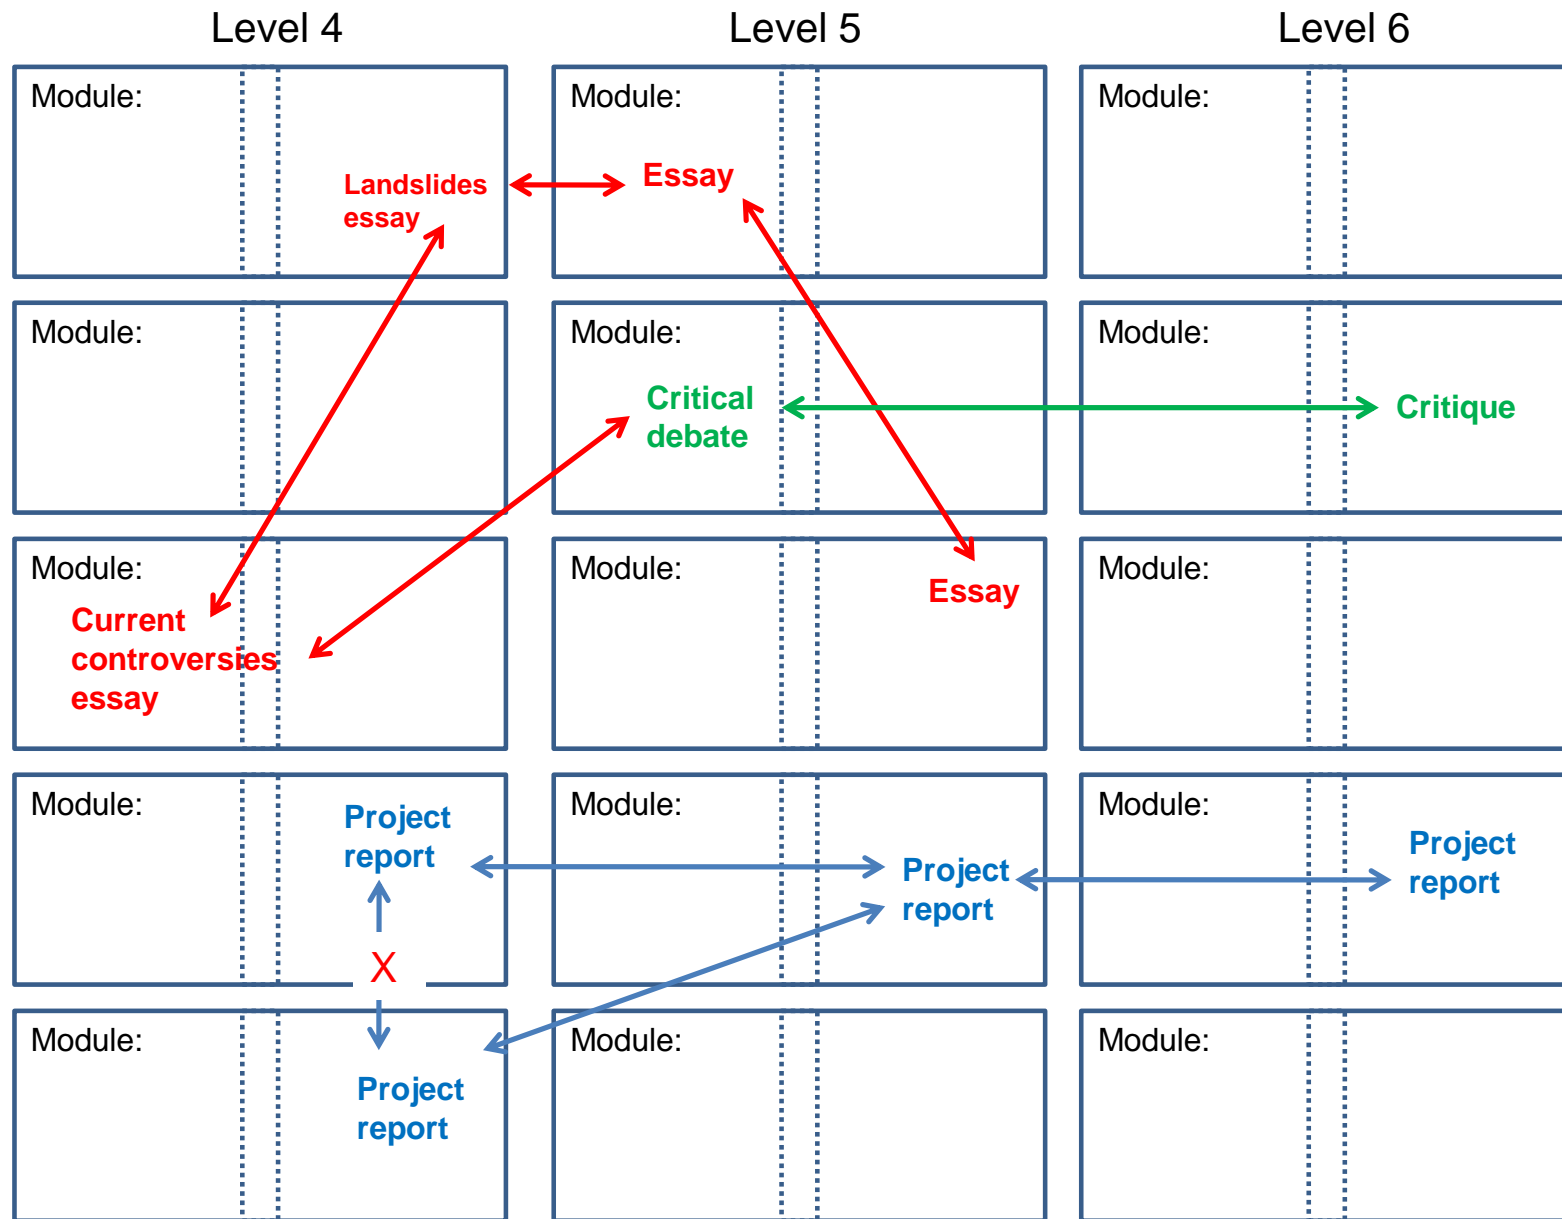 Level 4
Level 5
Level 6
Module:
Landslides
essay
Module:
Essay
Module:
Module:
Module:
Critical
debate
Module:
Critique
Module:
Current
controversies
essay
Module:
Essay
Module:
Module:
Project
report
Module:
Project
report
Module:
Project
report
X
Module:
Project
report
Module:
Module: